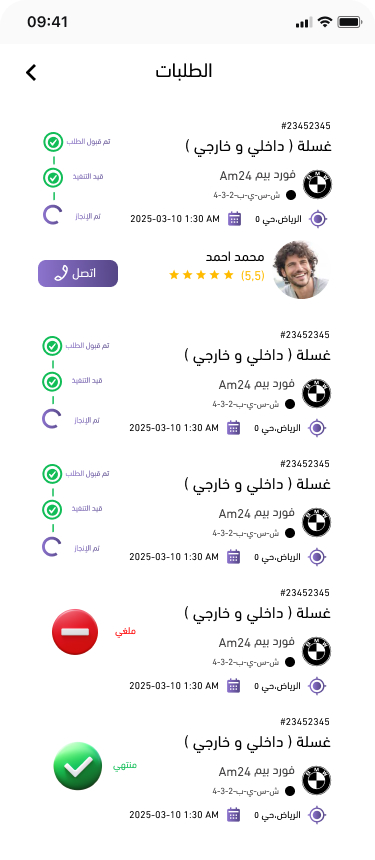 09:41
الطلبات
#23452345
غسلة ( داخلي و خارجي )
تم قبول الطلب
فورد بيم Am24
قيد التنفيذ
ش-س-ي-ب-2-3-4
تم الإنجاز
الرياض،حي 0
2025-03-10 1:30 AM
محمد احمد
(5,5)
اتصل
#23452345
غسلة ( داخلي و خارجي )
تم قبول الطلب
فورد بيم Am24
قيد التنفيذ
ش-س-ي-ب-2-3-4
تم الإنجاز
الرياض،حي 0
2025-03-10 1:30 AM
#23452345
غسلة ( داخلي و خارجي )
تم قبول الطلب
فورد بيم Am24
قيد التنفيذ
ش-س-ي-ب-2-3-4
تم الإنجاز
الرياض،حي 0
2025-03-10 1:30 AM
#23452345
غسلة ( داخلي و خارجي )
ملغي
فورد بيم Am24
ش-س-ي-ب-2-3-4
الرياض،حي 0
2025-03-10 1:30 AM
#23452345
غسلة ( داخلي و خارجي )
منتهي
فورد بيم Am24
ش-س-ي-ب-2-3-4
الرياض،حي 0
2025-03-10 1:30 AM